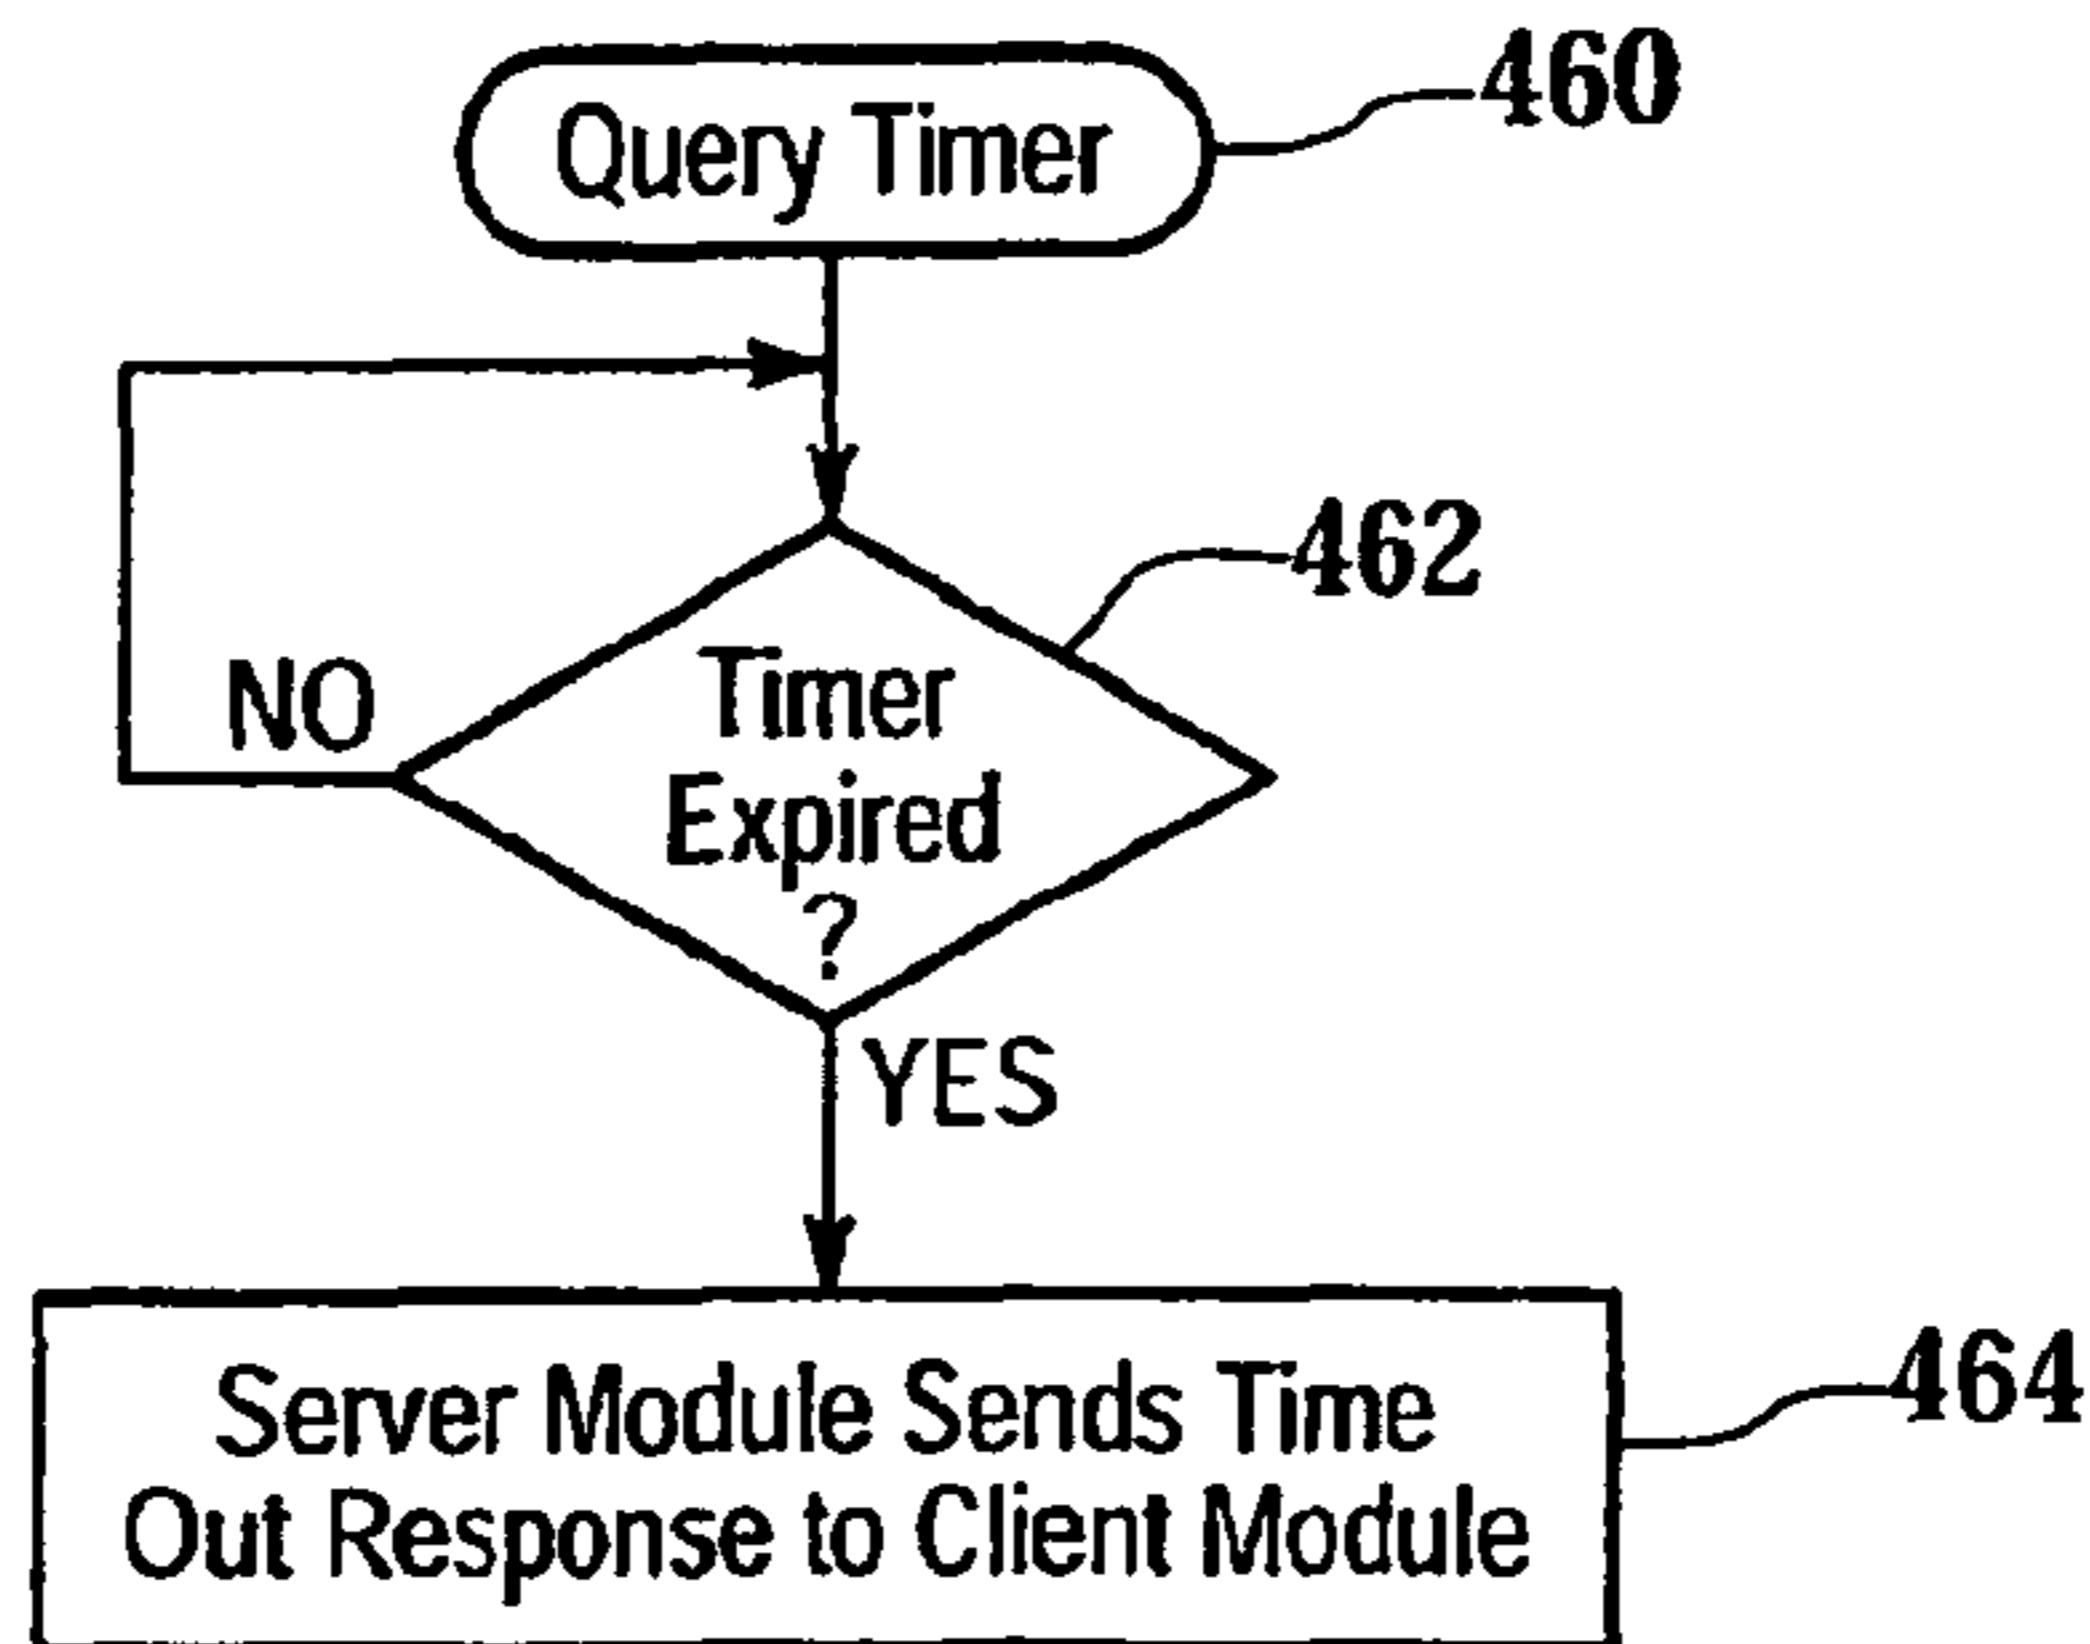 Query Timer
460
462
Timer
Expired
?
NO
YES
Server Module Sends Time
Out Response to Client Module
464